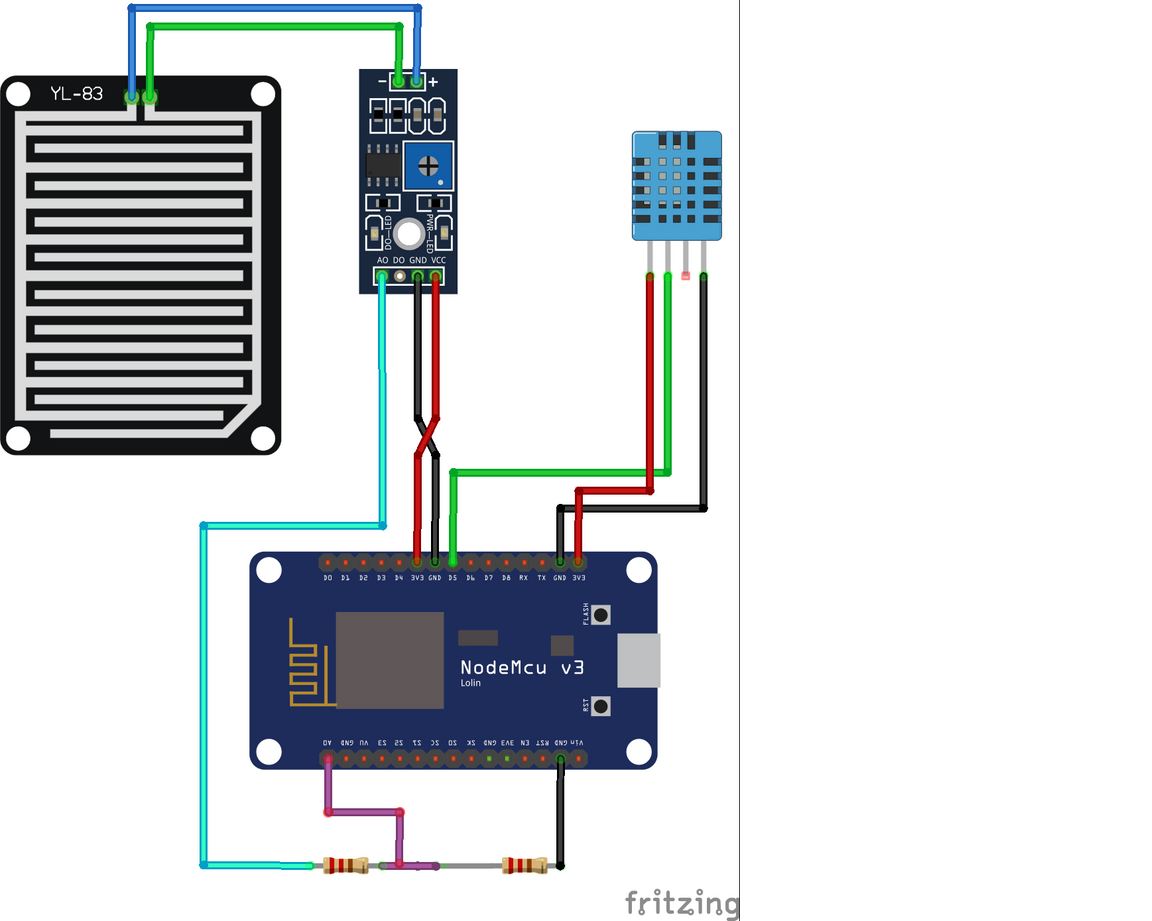 YL-83
- +
DO-LED
PWR-LED
AO DO GND VCC
D0 D1 D2 D3 D4 3V3 GND D5 D6 D7 D8 RX TX GND 3V3
FLASH
NodeMcu v3
Lolin
RST
A0 GND VU S3 S2 S1 SC S0 SK GND 3V3 EN RST GND Vin
fritzing